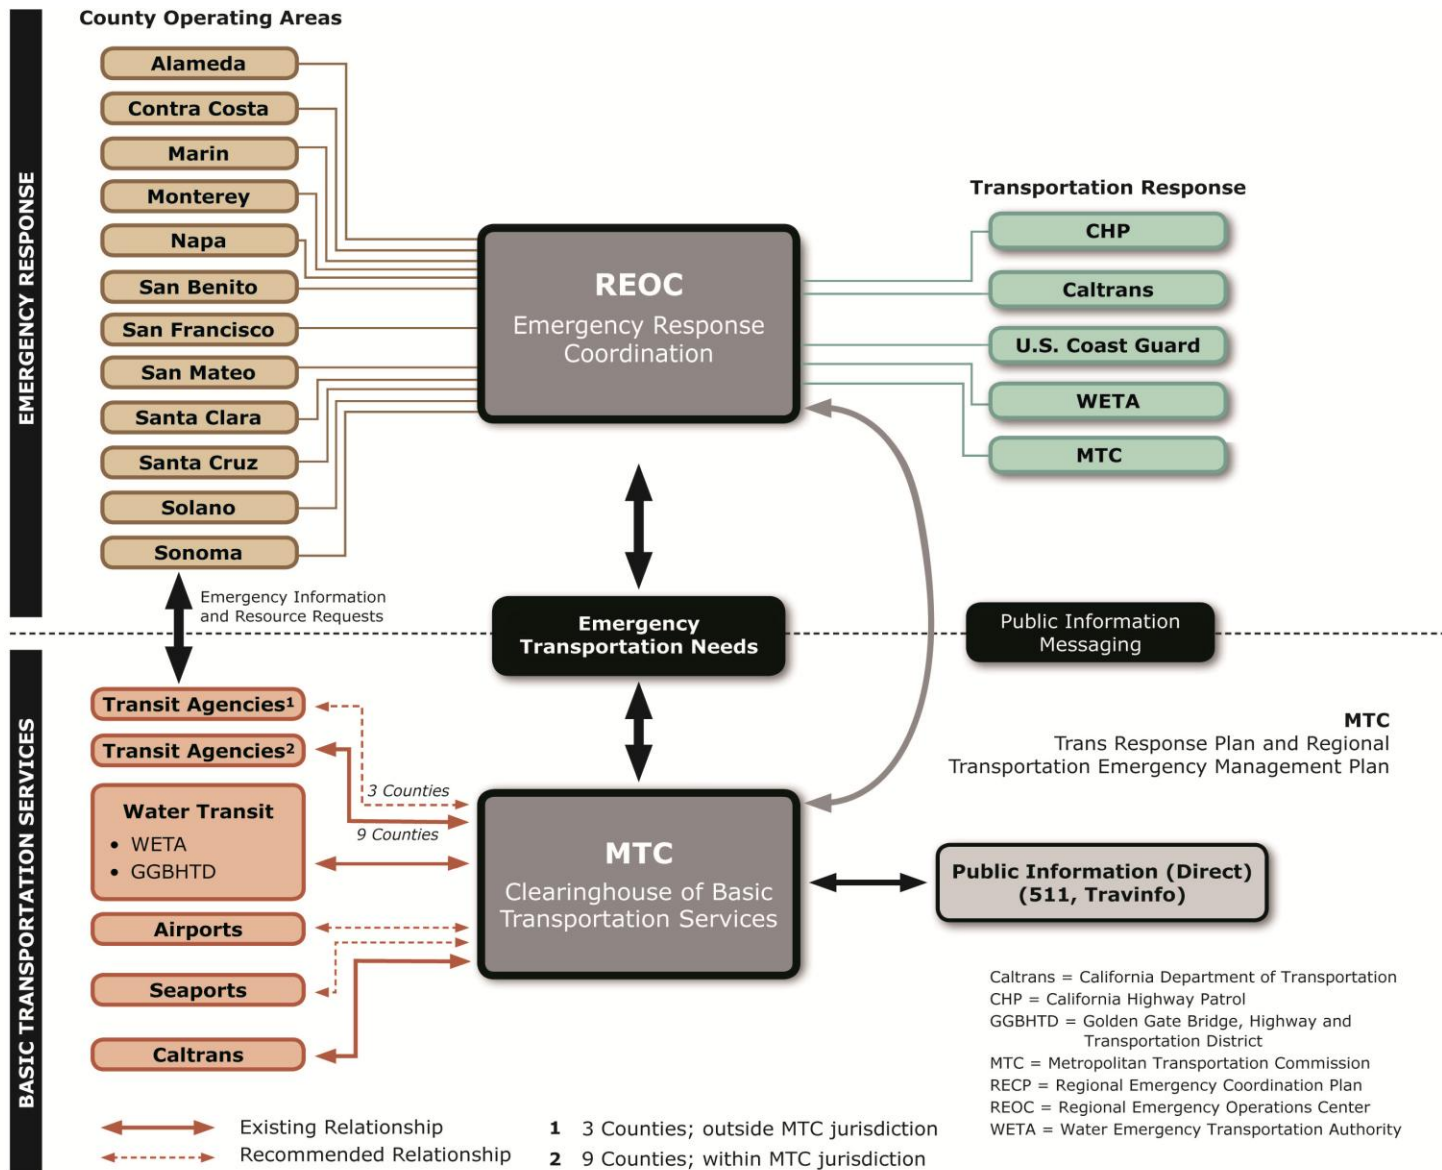 County Operating Areas
EMERGENCY RESPONSE
Alameda
Contra Costa
Marin
Monterey
Napa
San Benito
San Francisco
San Mateo
Santa Clara
Santa Cruz
Solano
Sonoma
REOC
Emergency Response
Coordination
Transportation Response
CHP
Caltrans
U.S. Coast Guard
WETA
MTC
Emergency Information
and Resource Requests
Emergency
Transportation Needs
Public Information
Messaging
BASIC TRANSPORTATION SERVICES
Transit Agencies¹
Transit Agencies²
Water Transit
• WETA
• GGBHTD
Airports
Seaports
Caltrans
3 Counties
9 Counties
MTC
Clearinghouse of Basic
Transportation Services
MTC
Trans Response Plan and Regional
Transportation Emergency Management Plan
Public Information (Direct)
(511, Travinfo)
Caltrans = California Department of Transportation
CHP = California Highway Patrol
GGBHTD = Golden Gate Bridge, Highway and
Transportation District
MTC = Metropolitan Transportation Commission
RECP = Regional Emergency Coordination Plan
REOC = Regional Emergency Operations Center
WETA = Water Emergency Transportation Authority
Existing Relationship
Recommended Relationship
1 3 Counties; outside MTC jurisdiction
2 9 Counties; within MTC jurisdiction